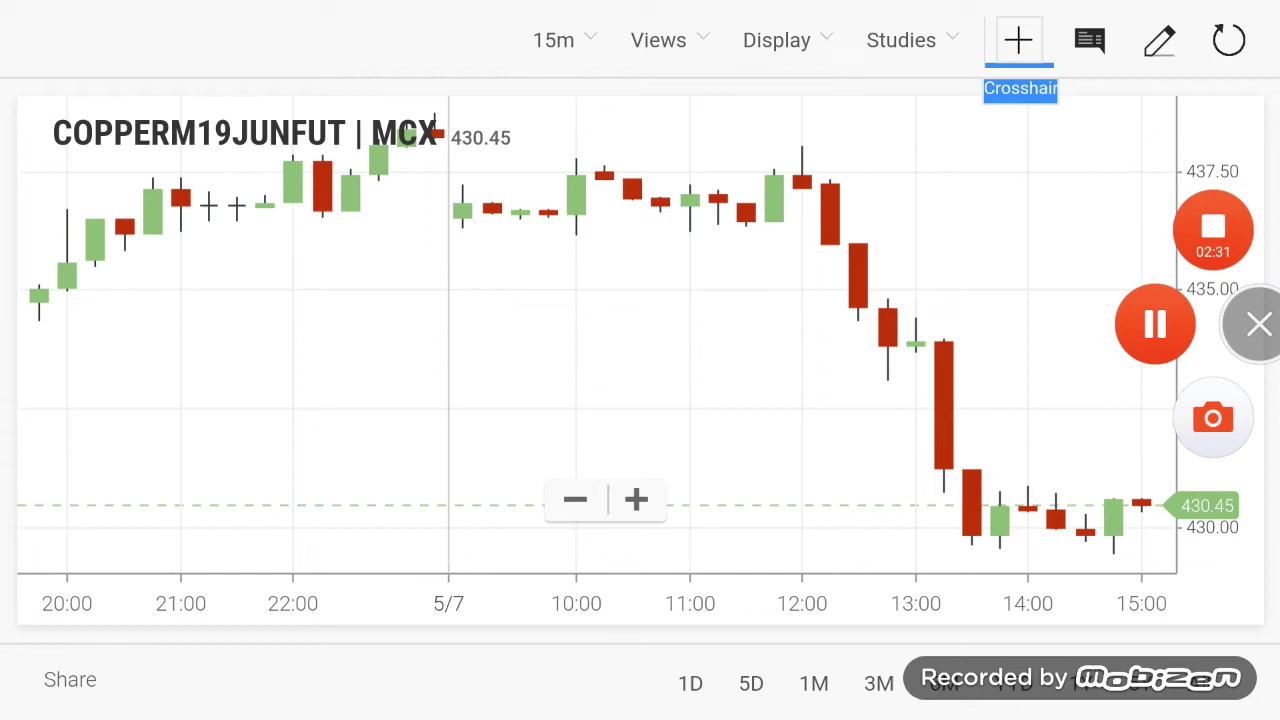 15m Views Display Studies
Crosshair
COPPERM19JUNFUT | MCX 430.45
437.50
02:31
435.00
430.45
430.00
20:00 21:00 22:00 5/7 10:00 11:00 12:00 13:00 14:00 15:00
Share 1D 5D 1M 3M
Recorded by mobizen